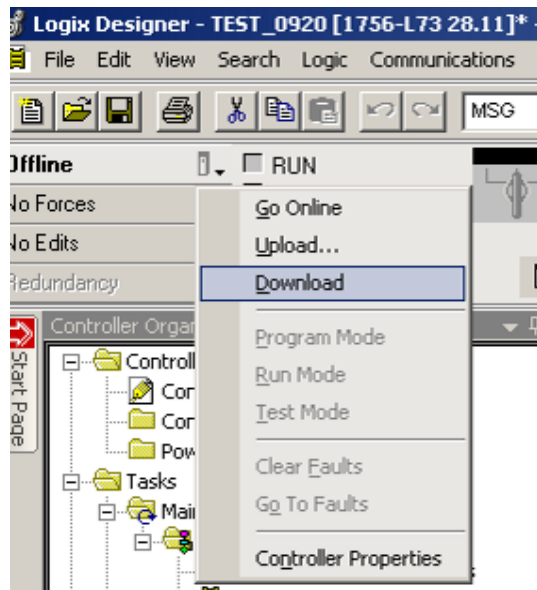 Logix Designer - TEST_0920 [1756-L73 28.11]* -
File Edit View Search Logic Communications
MSG
Offline RUN
No Forces
No Edits
Redundancy
Go Online
Upload...
Download
Program Mode
Run Mode
Test Mode
Clear Faults
Go To Faults
Controller Properties
Controller Organ
Start Page
Controll
Con
Con
Pow
Tasks
Mai